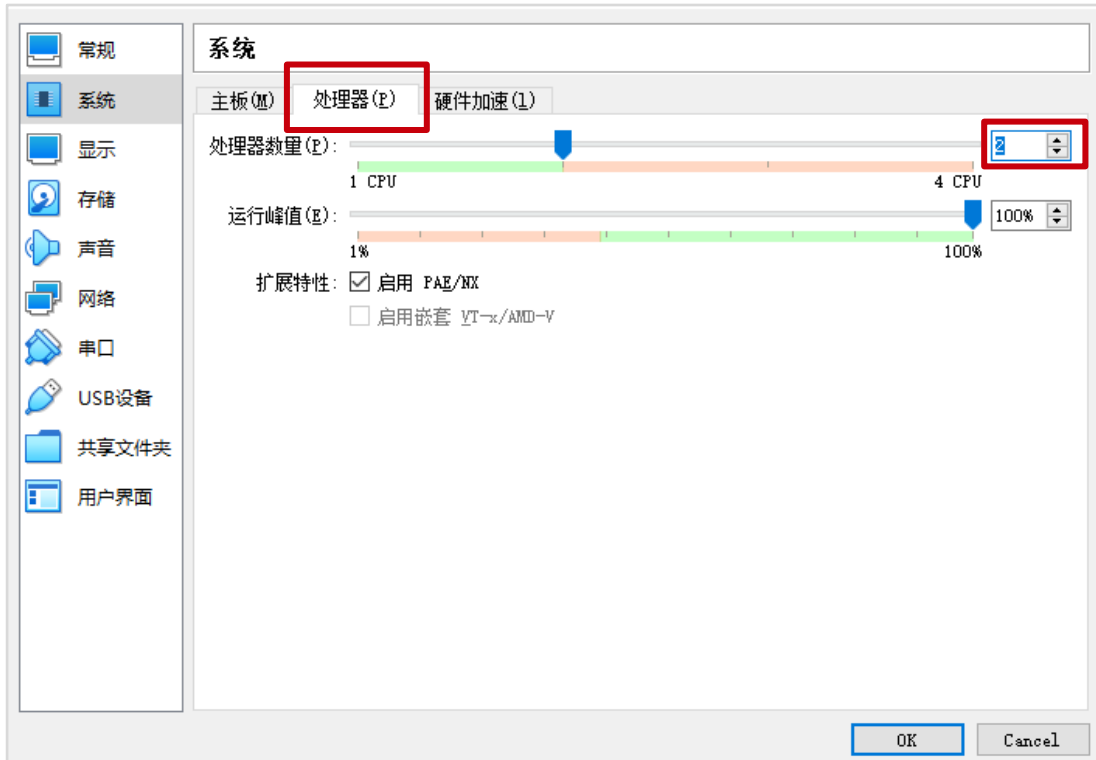 常规
系统
显示
存储
声音
网络
串口
USB设备
共享文件夹
用户界面
系统
主板(M) 处理器(P) 硬件加速(l)
处理器数量(P): 2
1 CPU 4 CPU
运行峰值(E): 100%
1% 100%
扩展特性: 启用 PAE/NX
启用嵌套 VT-x/AMD-V
OK Cancel